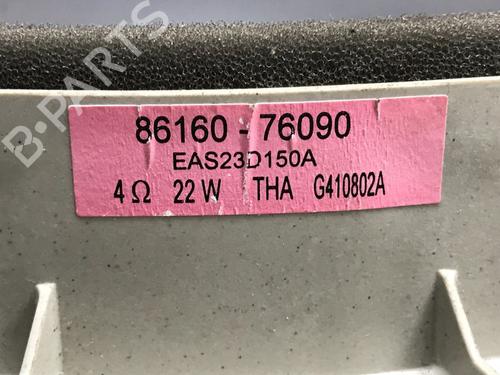 B-PARTS
86160-76090
EAS23D150A
4Ω 22W THA G410802A